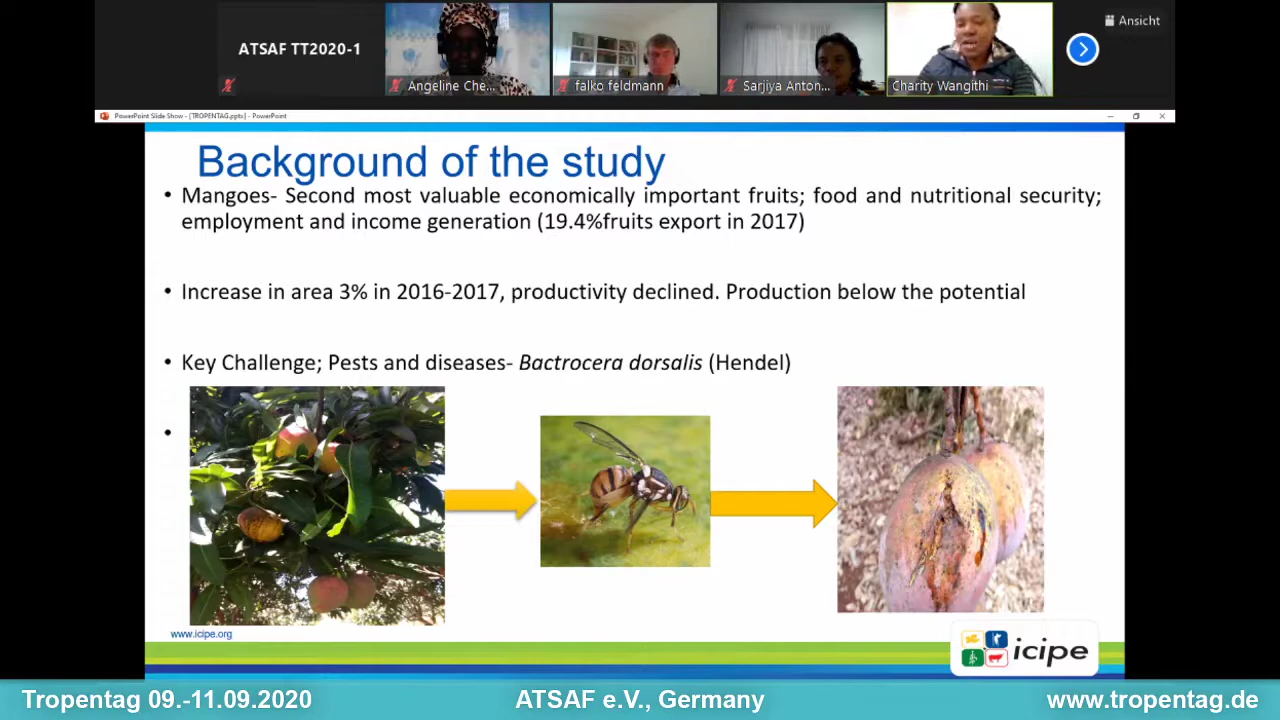 ATSAF TT2020-1
Angeline Che...
falko feldmann
Sarjiya Anton...
Charity Wangithi
Ansicht
PowerPoint Slide Show - [TROPENTAG.ppts] - PowerPoint
Background of the study
• Mangoes- Second most valuable economically important fruits; food and nutritional security;
employment and income generation (19.4%fruits export in 2017)
• Increase in area 3% in 2016-2017, productivity declined. Production below the potential
• Key Challenge; Pests and diseases- Bactrocera dorsalis (Hendel)
•
www.icipe.org
icipe
Tropentag 09.-11.09.2020
ATSAF e.V., Germany
www.tropentag.de